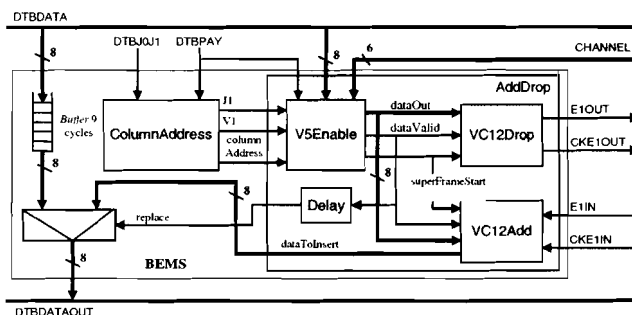 DTBDATA
8
DTBJ0J1
DTBPAY
8
6
CHANNEL
AddDrop
Buffer 9
cycles
ColumnAddress
J1
V1
column
Address
V5Enable
dataOut
dataValid
VC12Drop
E1OUT
CKE1OUT
8
8
superFrameStart
8
replace
Delay
VC12Add
E1IN
CKE1IN
dataToInsert
8
BEMS
DTBDATAOUT